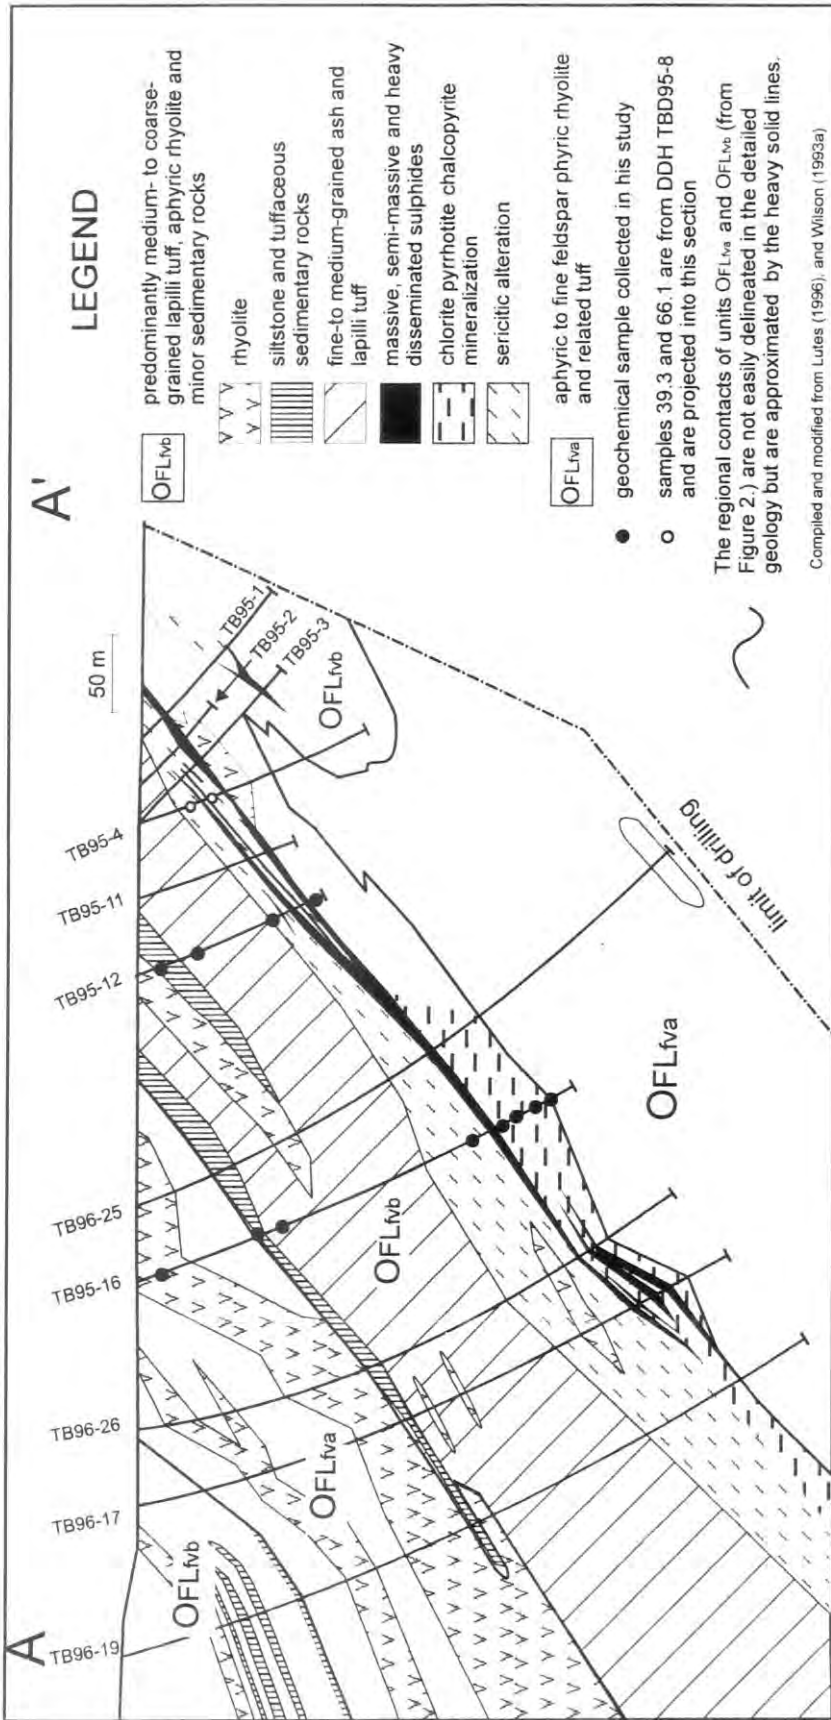 A
A'
LEGEND
50 m
TB96-19
TB96-17
TB96-26
TB95-16
TB96-25
TB95-12
TB95-11
TB95-4
TB95-1
TB95-2
TB95-3
OFLfvb
OFLfva
OFLfvb
OFLfvb
OFLfva
limit of drilling
OFLfvb
predominantly medium- to coarse-
grained lapilli tuff, aphyric rhyolite and
minor sedimentary rocks
rhyolite
siltstone and tuffaceous
sedimentary rocks
fine-to medium-grained ash and
lapilli tuff
massive, semi-massive and heavy
disseminated sulphides
chlorite pyrrhotite chalcopyrite
mineralization
sericitic alteration
OFLfva
aphyric to fine feldspar phyric rhyolite
and related tuff
geochemical sample collected in his study
samples 39.3 and 66.1 are from DDH TBD95-8
and are projected into this section
The regional contacts of units OFLfva and OFLfvb (from
Figure 2.) are not easily delineated in the detailed
geology but are approximated by the heavy solid lines.
Compiled and modified from Lutes (1996), and Wilson (1993a)